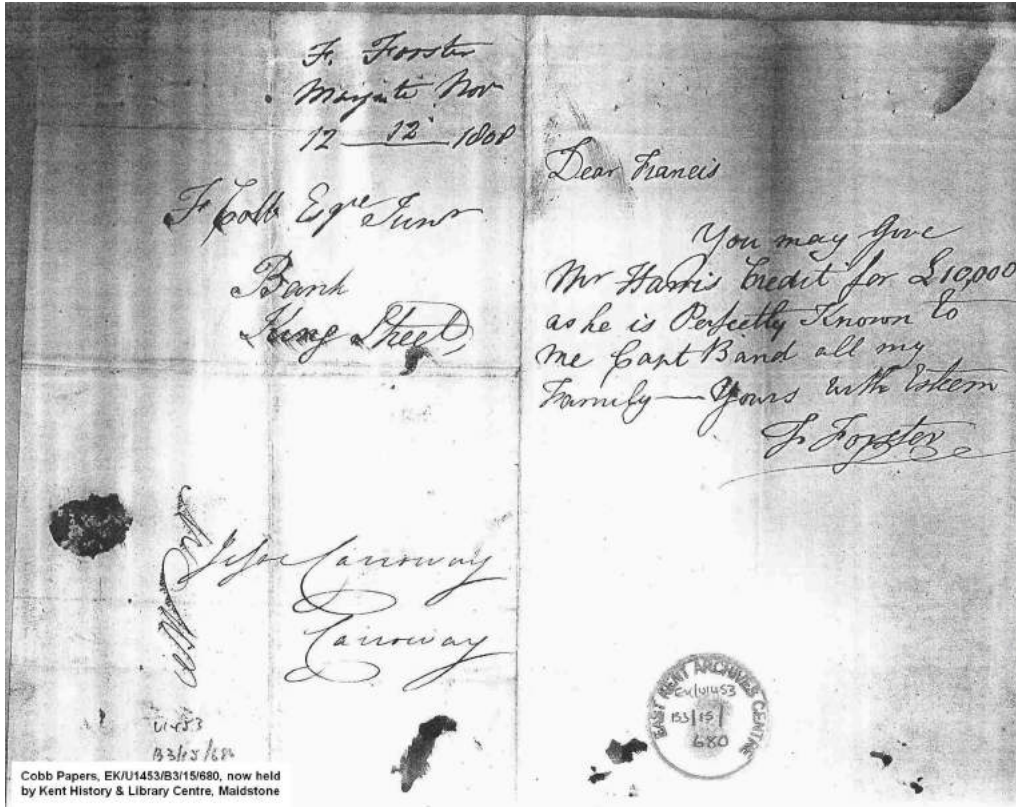 F. Forster
Margate Nov
12 — 12 — 1808
F Cobb Esqre Junr
Bank
King Street
Dear Francis
You may Give
Mr Harris Credit for £10,000
as he is Perfectly Known to
me Capt Band all my
Family — Yours with Esteem
F. Forster
Carroway
Carroway
U1453
B3/15/680
EAST KENT ARCHIVES CENTRE
EK/U1453
B3/15/
680
Cobb Papers, EK/U1453/B3/15/680, now held
by Kent History & Library Centre, Maidstone